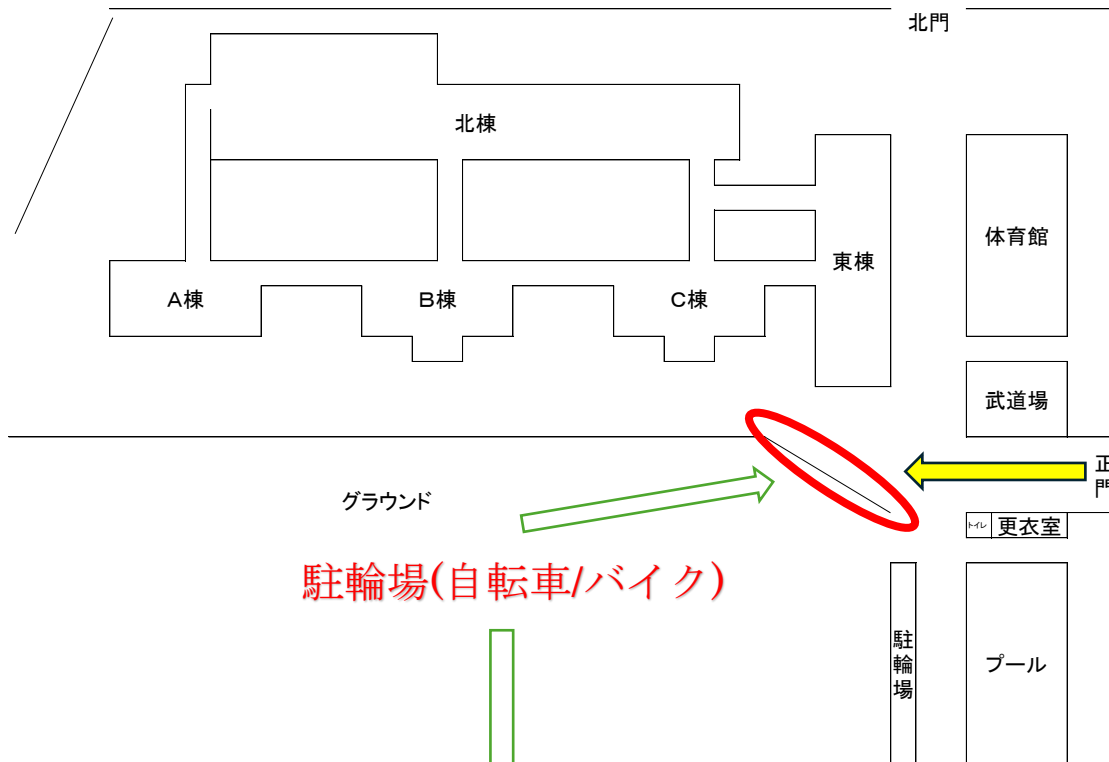 北門
北棟
体育館
東棟
A棟
B棟
C棟
武道場
正門
グラウンド
トイレ
更衣室
駐輪場(自転車/バイク)
駐輪場
プール